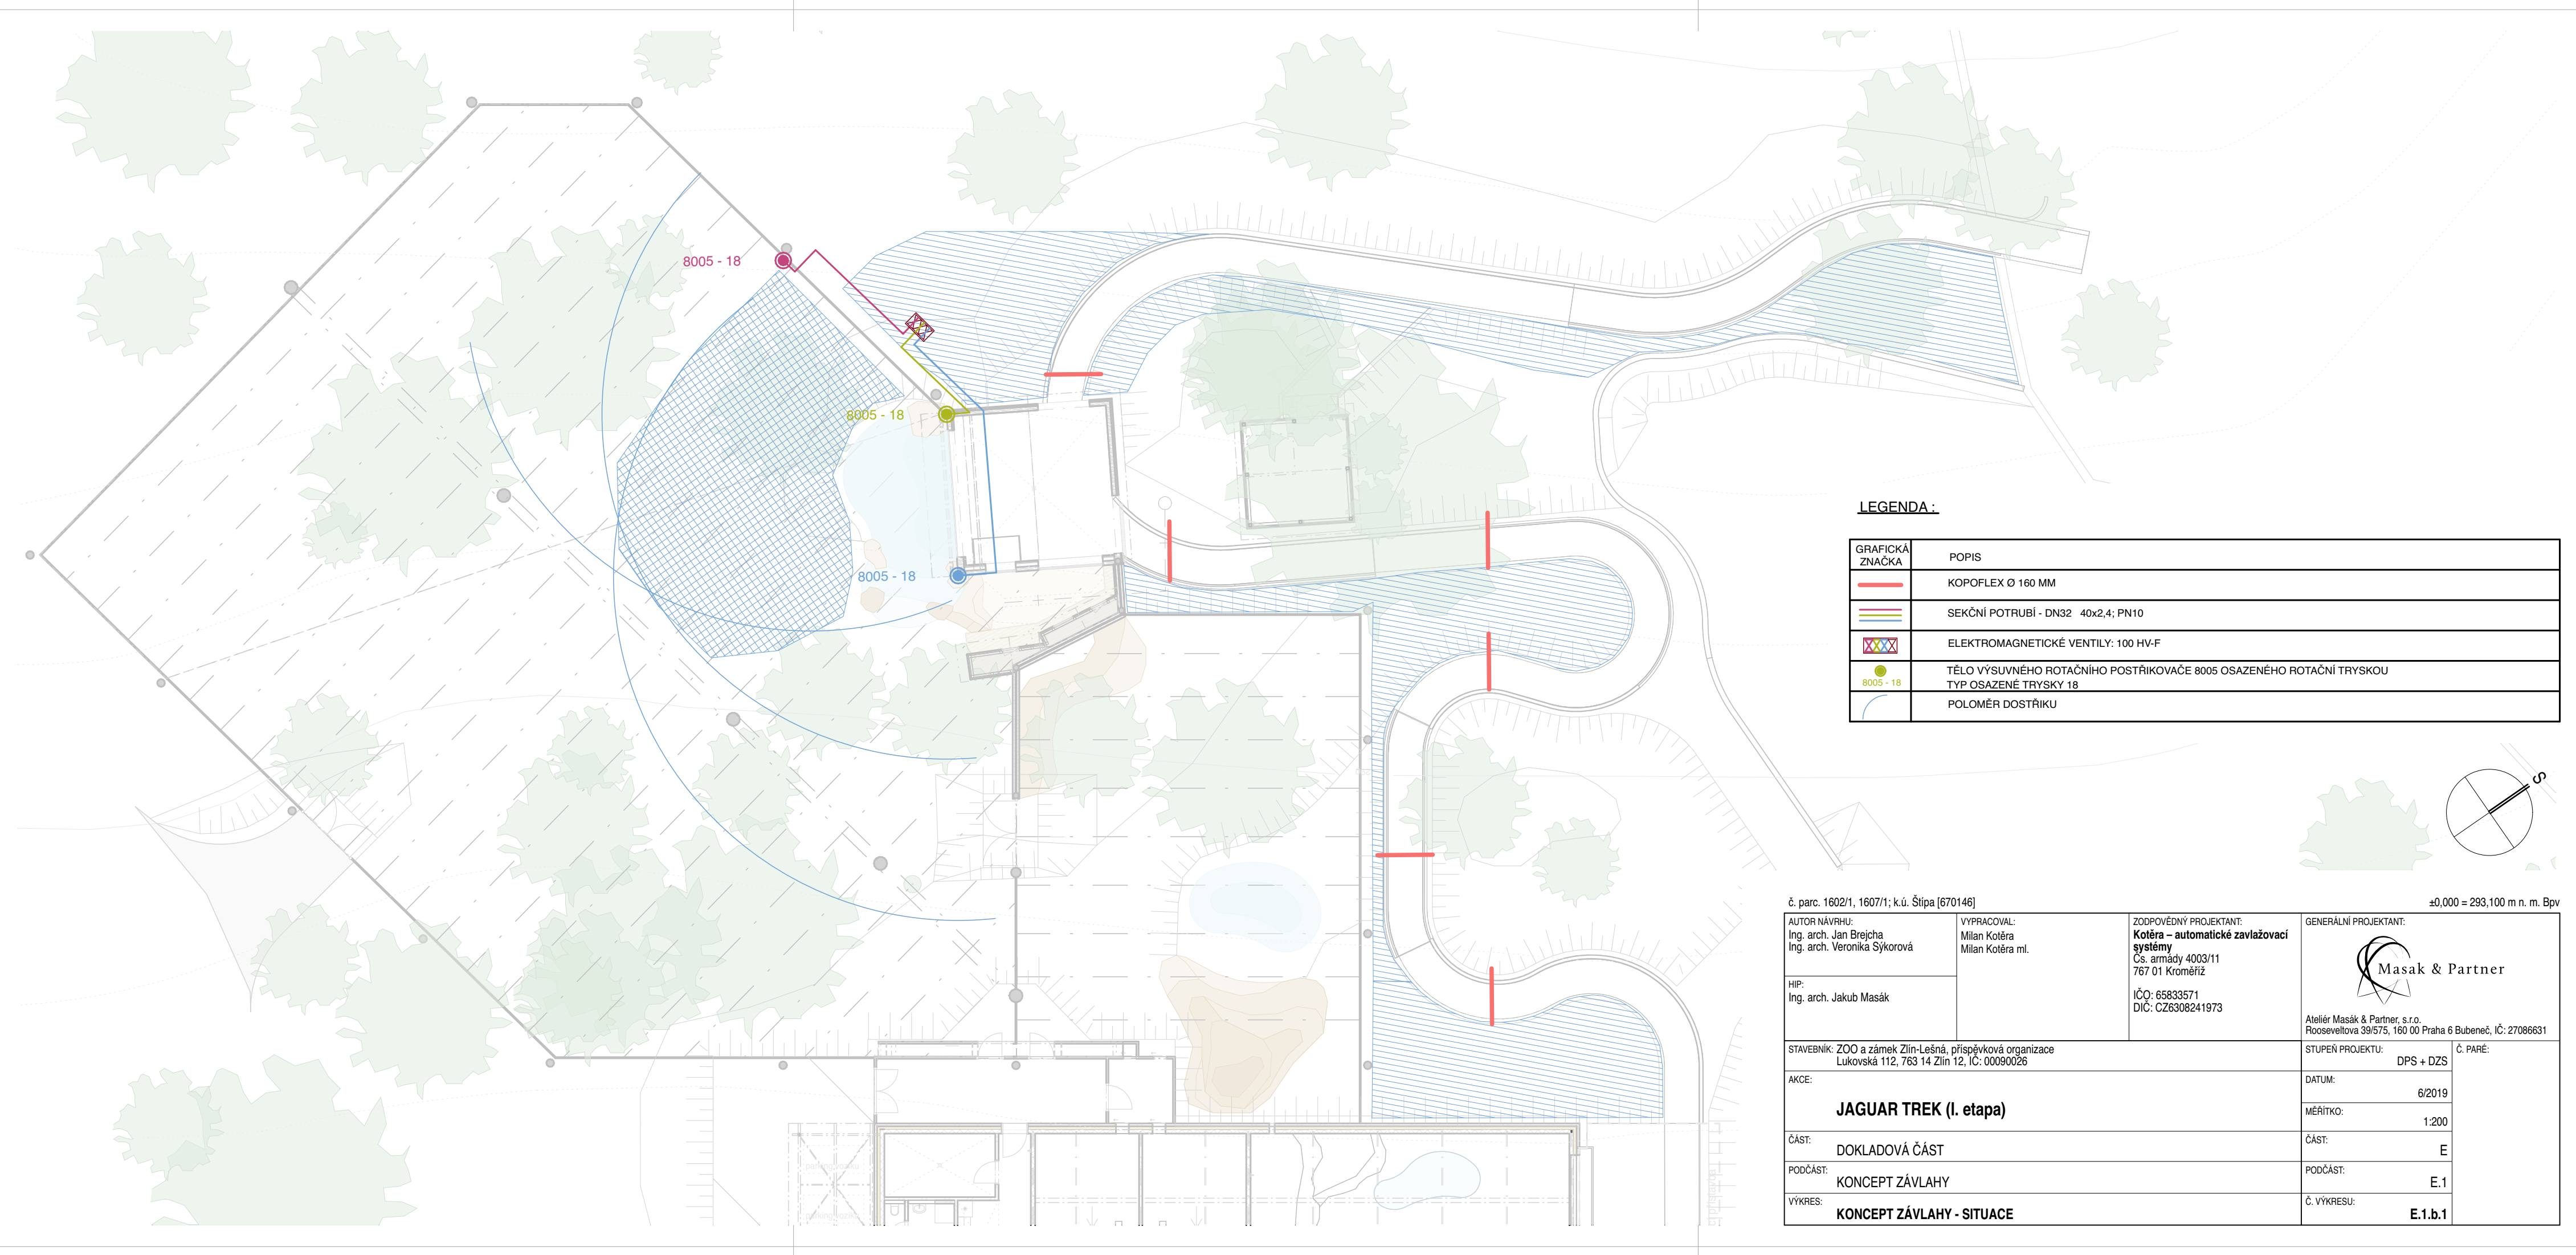 8005 - 18
8005 - 18
8005 - 18
LEGENDA :
GRAFICKÁ
ZNAČKA
POPIS
KOPOFLEX Ø 160 MM
SEKČNÍ POTRUBÍ - DN32 40x2,4; PN10
ELEKTROMAGNETICKÉ VENTILY: 100 HV-F
8005 - 18
TĚLO VÝSUVNÉHO ROTAČNÍHO POSTŘIKOVAČE 8005 OSAZENÉHO ROTAČNÍ TRYSKOU
TYP OSAZENÉ TRYSKY 18
POLOMĚR DOSTŘIKU
S
č. parc. 1602/1, 1607/1; k.ú. Štípa [670146]
±0,000 = 293,100 m n. m. Bpv
AUTOR NÁVRHU:
Ing. arch. Jan Brejcha
Ing. arch. Veronika Sýkorová
HIP:
Ing. arch. Jakub Masák
VYPRACOVAL:
Milan Kotěra
Milan Kotěra ml.
ZODPOVĚDNÝ PROJEKTANT:
Kotěra – automatické zavlažovací
systémy
Čs. armády 4003/11
767 01 Kroměříž
IČO: 65833571
DIČ: CZ6308241973
GENERÁLNÍ PROJEKTANT:
Masak & Partner
Ateliér Masák & Partner, s.r.o.
Rooseveltova 39/575, 160 00 Praha 6 Bubeneč, IČ: 27086631
STAVEBNÍK: ZOO a zámek Zlín-Lešná, příspěvková organizace
Lukovská 112, 763 14 Zlín 12, IČ: 00090026
STUPEŇ PROJEKTU:
DPS + DZS
Č. PARÉ:
AKCE:
JAGUAR TREK (I. etapa)
DATUM:
6/2019
MĚŘÍTKO:
1:200
ČÁST:
DOKLADOVÁ ČÁST
ČÁST:
E
PODČÁST:
KONCEPT ZÁVLAHY
PODČÁST:
E.1
VÝKRES:
KONCEPT ZÁVLAHY - SITUACE
Č. VÝKRESU:
E.1.b.1